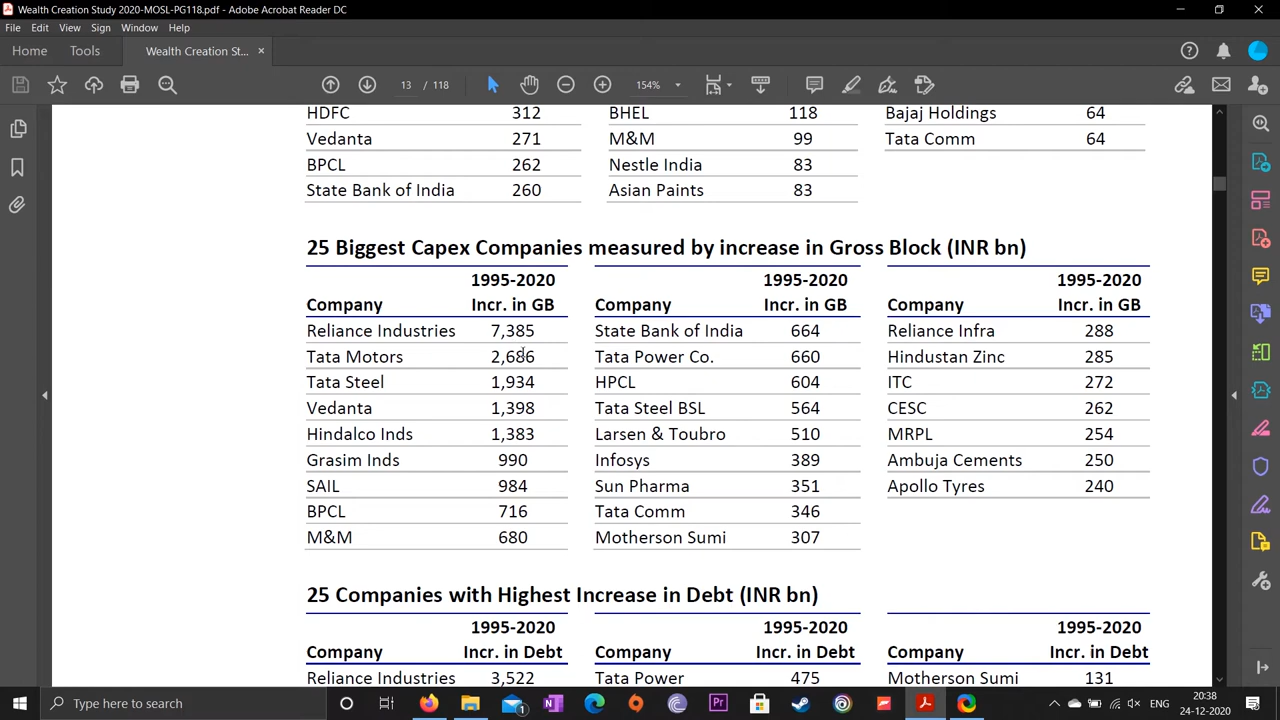 Wealth Creation Study 2020-MOSL-PG118.pdf - Adobe Acrobat Reader DC
File Edit View Sign Window Help
Home Tools Wealth Creation St... ×
13 / 118 154%
HDFC 312 BHEL 118 Bajaj Holdings 64
Vedanta 271 M&M 99 Tata Comm 64
BPCL 262 Nestle India 83
State Bank of India 260 Asian Paints 83
25 Biggest Capex Companies measured by increase in Gross Block (INR bn)
1995-2020 1995-2020 1995-2020
Company Incr. in GB Company Incr. in GB Company Incr. in GB
Reliance Industries 7,385 State Bank of India 664 Reliance Infra 288
Tata Motors 2,686 Tata Power Co. 660 Hindustan Zinc 285
Tata Steel 1,934 HPCL 604 ITC 272
Vedanta 1,398 Tata Steel BSL 564 CESC 262
Hindalco Inds 1,383 Larsen & Toubro 510 MRPL 254
Grasim Inds 990 Infosys 389 Ambuja Cements 250
SAIL 984 Sun Pharma 351 Apollo Tyres 240
BPCL 716 Tata Comm 346
M&M 680 Motherson Sumi 307
25 Companies with Highest Increase in Debt (INR bn)
1995-2020 1995-2020 1995-2020
Company Incr. in Debt Company Incr. in Debt Company Incr. in Debt
Reliance Industries 3,522 Tata Power 475 Motherson Sumi 131
Type here to search
1
Pr
ENG
20:38
24-12-2020